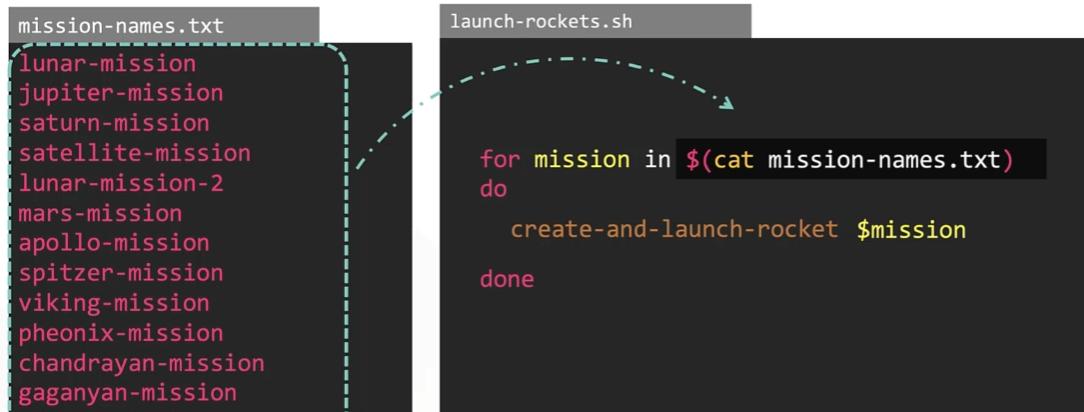 mission-names.txt
lunar-mission
jupiter-mission
saturn-mission
satellite-mission
lunar-mission-2
mars-mission
apollo-mission
spitzer-mission
viking-mission
pheonix-mission
chandrayan-mission
gaganyan-mission
launch-rockets.sh
for mission in $(cat mission-names.txt)
do
create-and-launch-rocket $mission
done